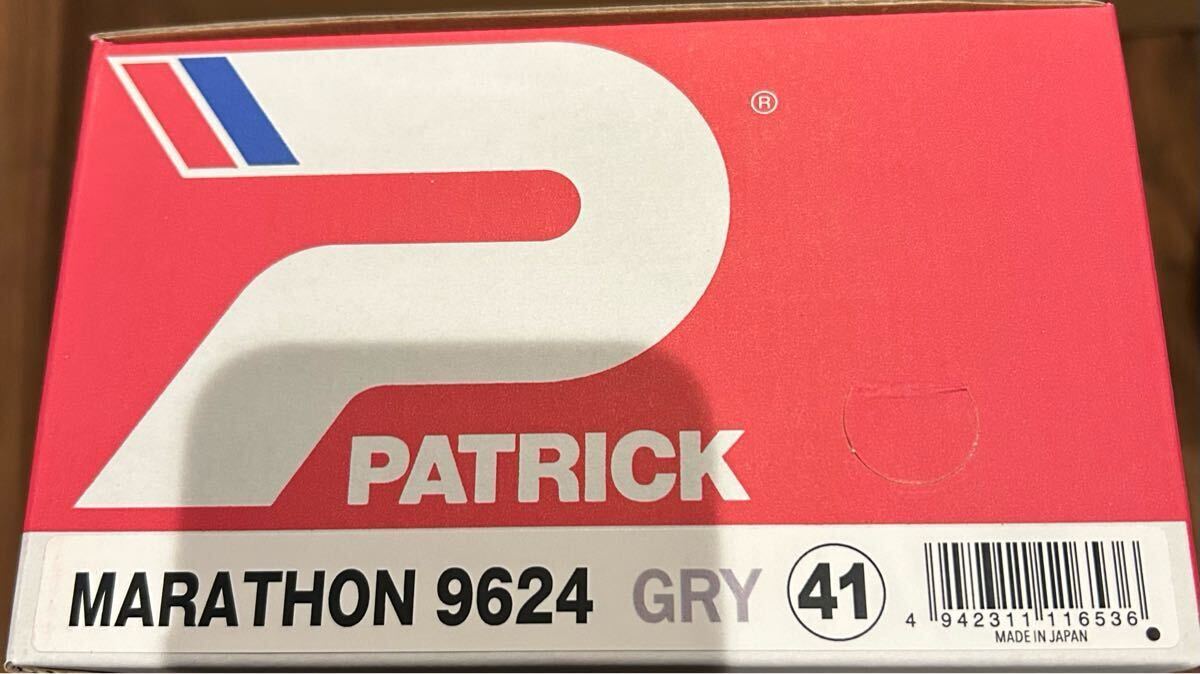 ®
PATRICK
MARATHON 9624 GRY 41
4 942311 116536
MADE IN JAPAN